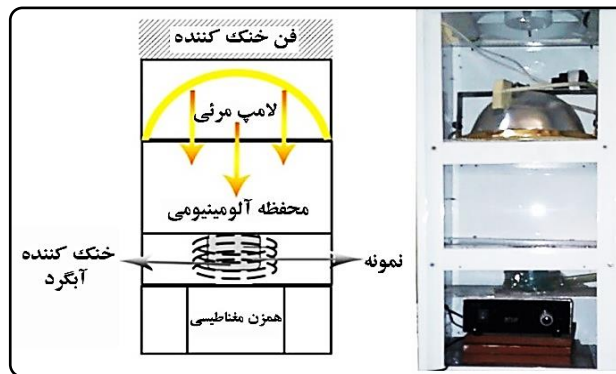 فن خنک کننده
لامپ مرئی
محفظه آلومینیومی
خنک کننده
آبگرد
نمونه
همزن مغناطیسی